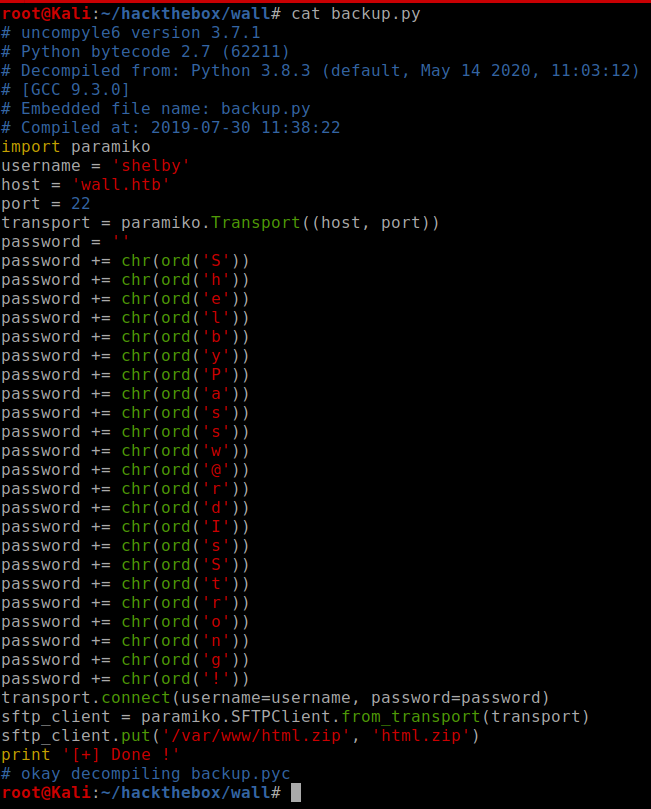 root@Kali:~/hackthebox/wall# cat backup.py
# uncompyle6 version 3.7.1
# Python bytecode 2.7 (62211)
# Decompiled from: Python 3.8.3 (default, May 14 2020, 11:03:12)
# [GCC 9.3.0]
# Embedded file name: backup.py
# Compiled at: 2019-07-30 11:38:22
import paramiko
username = 'shelby'
host = 'wall.htb'
port = 22
transport = paramiko.Transport((host, port))
password = ''
password += chr(ord('S'))
password += chr(ord('h'))
password += chr(ord('e'))
password += chr(ord('l'))
password += chr(ord('b'))
password += chr(ord('y'))
password += chr(ord('P'))
password += chr(ord('a'))
password += chr(ord('s'))
password += chr(ord('s'))
password += chr(ord('w'))
password += chr(ord('@'))
password += chr(ord('r'))
password += chr(ord('d'))
password += chr(ord('I'))
password += chr(ord('s'))
password += chr(ord('S'))
password += chr(ord('t'))
password += chr(ord('r'))
password += chr(ord('o'))
password += chr(ord('n'))
password += chr(ord('g'))
password += chr(ord('!'))
transport.connect(username=username, password=password)
sftp_client = paramiko.SFTPClient.from_transport(transport)
sftp_client.put('/var/www/html.zip', 'html.zip')
print '[+] Done !'
# okay decompiling backup.pyc
root@Kali:~/hackthebox/wall#